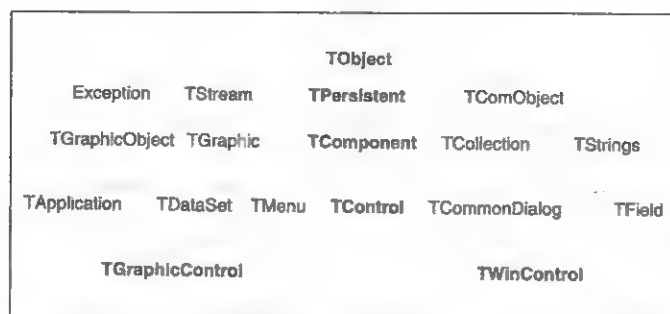 TObject
Exception TStream TPersistent TComObject
TGraphicObject TGraphic TComponent TCollection TStrings
TApplication TDataSet TMenu TControl TCommonDialog TField
TGraphicControl TWinControl